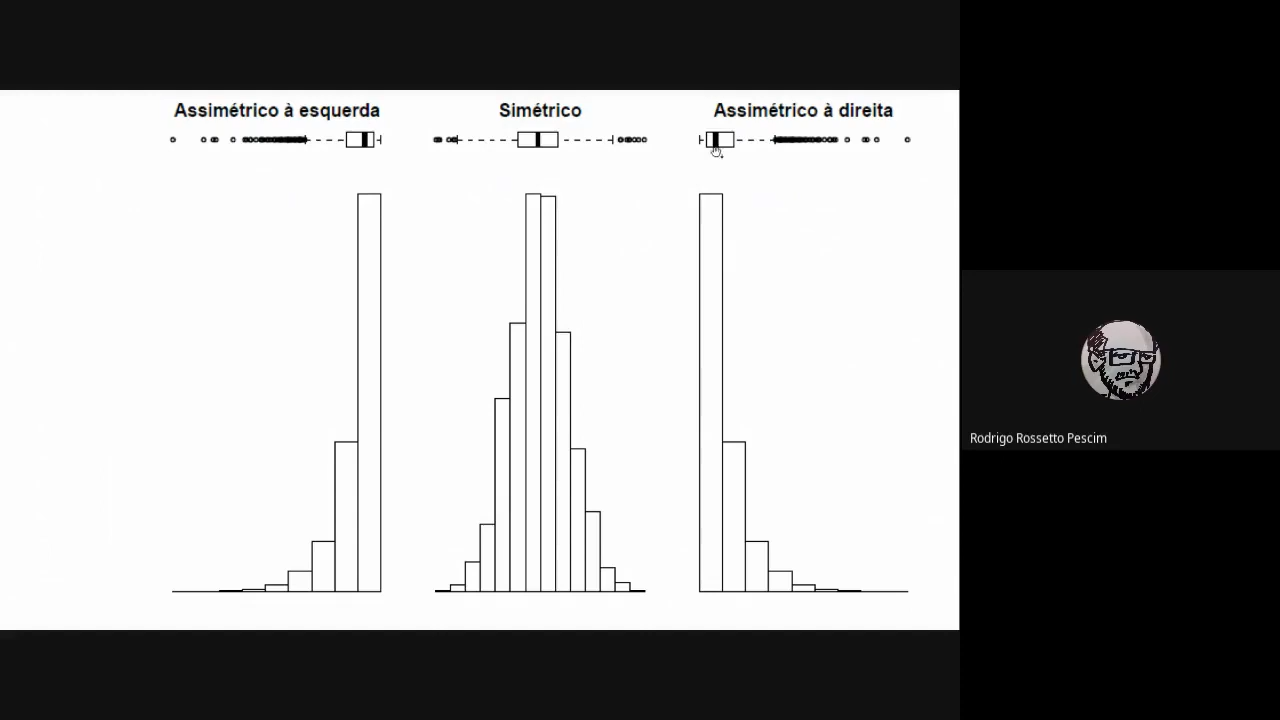 Assimétrico à esquerda
Simétrico
Assimétrico à direita
Rodrigo Rossetto Pescim